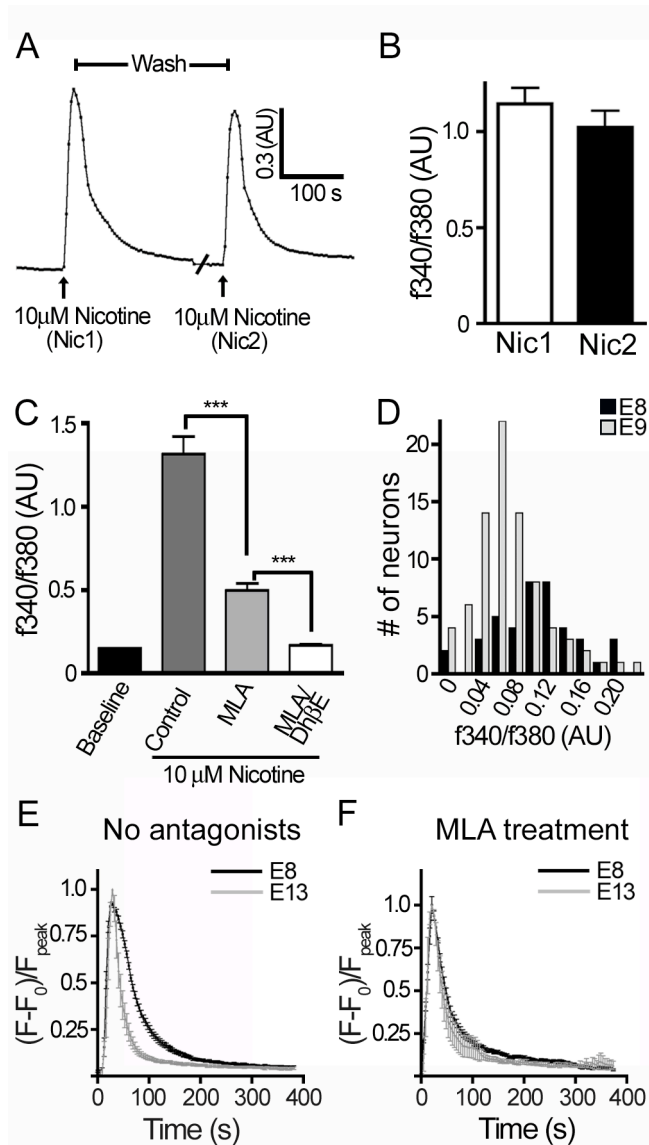 A
Wash
0.3 (AU)
100 s
10µM Nicotine
(Nic1)
10µM Nicotine
(Nic2)
B
f340/f380 (AU)
1.0
0.5
0
Nic1
Nic2
C
f340/f380 (AU)
1.5
1.0
0.5
0
***
***
Baseline
Control
MLA
MLA/
DhβE
10 µM Nicotine
D
E8
E9
# of neurons
20
15
10
5
0
0
0.04
0.08
0.12
0.16
0.20
f340/f380 (AU)
E
No antagonists
E8
E13
(F-F0)/Fpeak
1.0
0.75
0.50
0.25
0
100
200
300
400
Time (s)
F
MLA treatment
E8
E13
(F-F0)/Fpeak
1.0
0.75
0.50
0.25
0
100
200
300
400
Time (s)